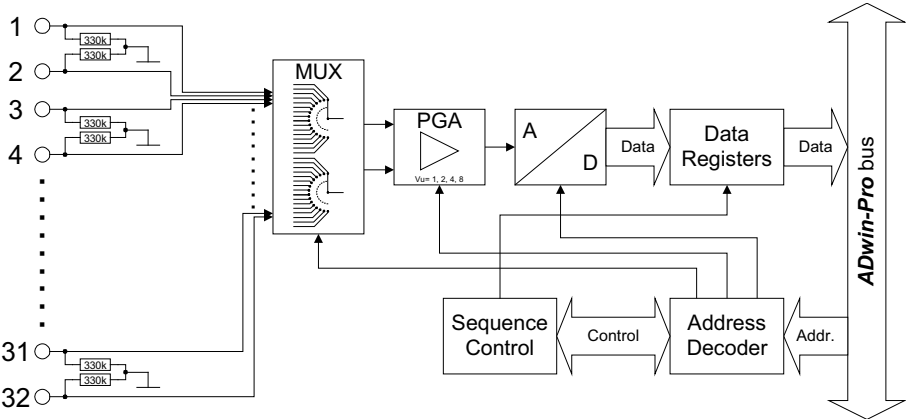 1
330k
330k
2
3
330k
330k
4
31
330k
330k
32
MUX
PGA
Vu= 1, 2, 4, 8
A
D
Data
Data
Registers
Data
Sequence
Control
Control
Address
Decoder
Addr.
ADwin-Pro bus